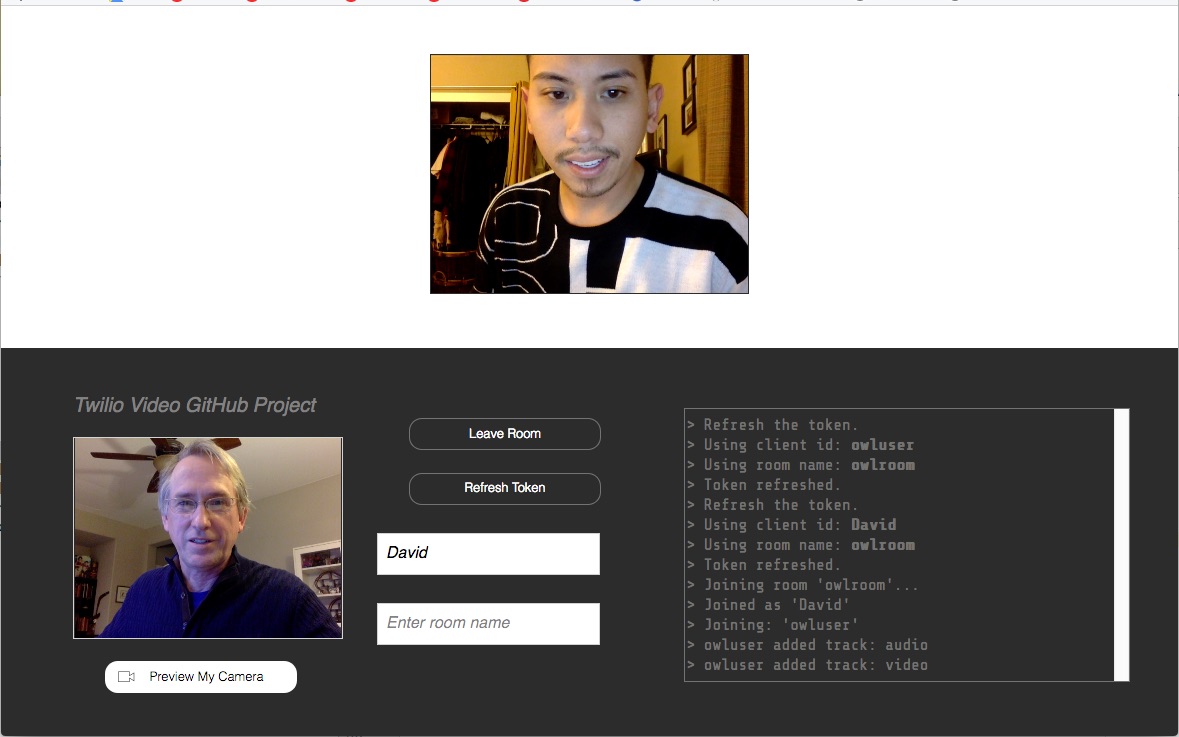 Twilio Video GitHub Project
Preview My Camera
Leave Room
Refresh Token
David
Enter room name
> Refresh the token.
> Using client id: owluser
> Using room name: owlroom
> Token refreshed.
> Refresh the token.
> Using client id: David
> Using room name: owlroom
> Token refreshed.
> Joining room 'owlroom'...
> Joined as 'David'
> Joining: 'owluser'
> owluser added track: audio
> owluser added track: video